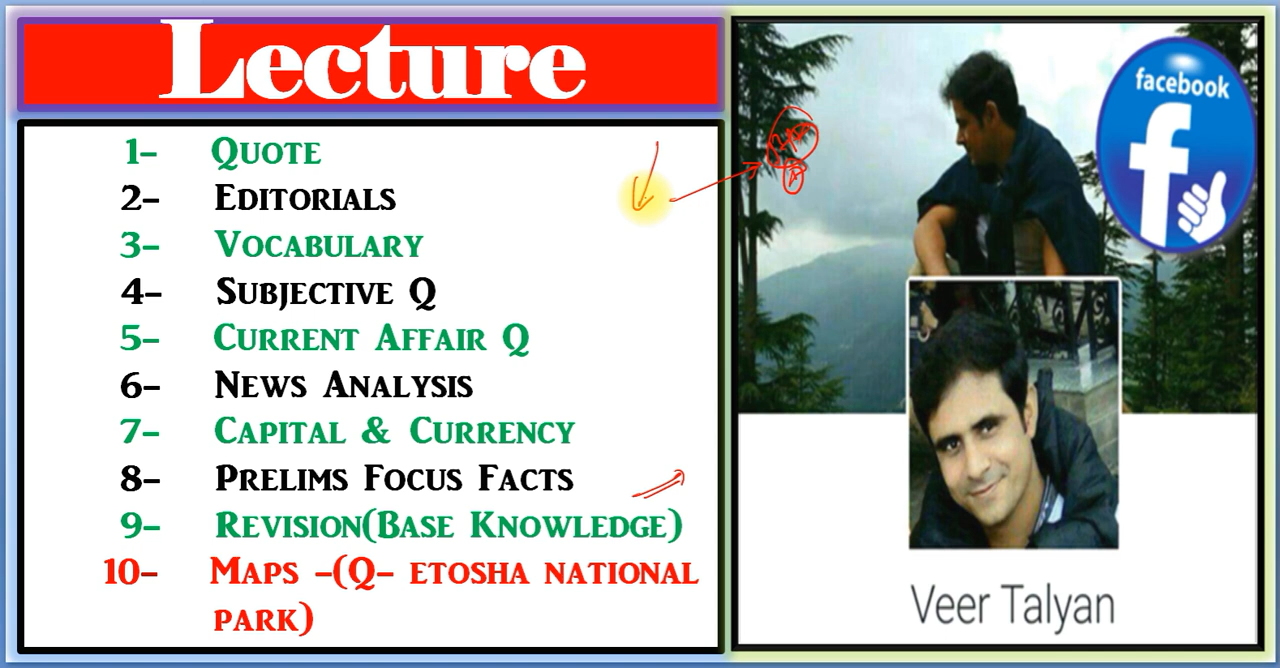 Lecture
1- Quote
2- Editorials
3- Vocabulary
4- Subjective Q
5- Current Affair Q
6- News Analysis
7- Capital & Currency
8- Prelims Focus Facts
9- Revision(Base Knowledge)
10- Maps -(Q- etosha national
park)
facebook
f
Veer Talyan